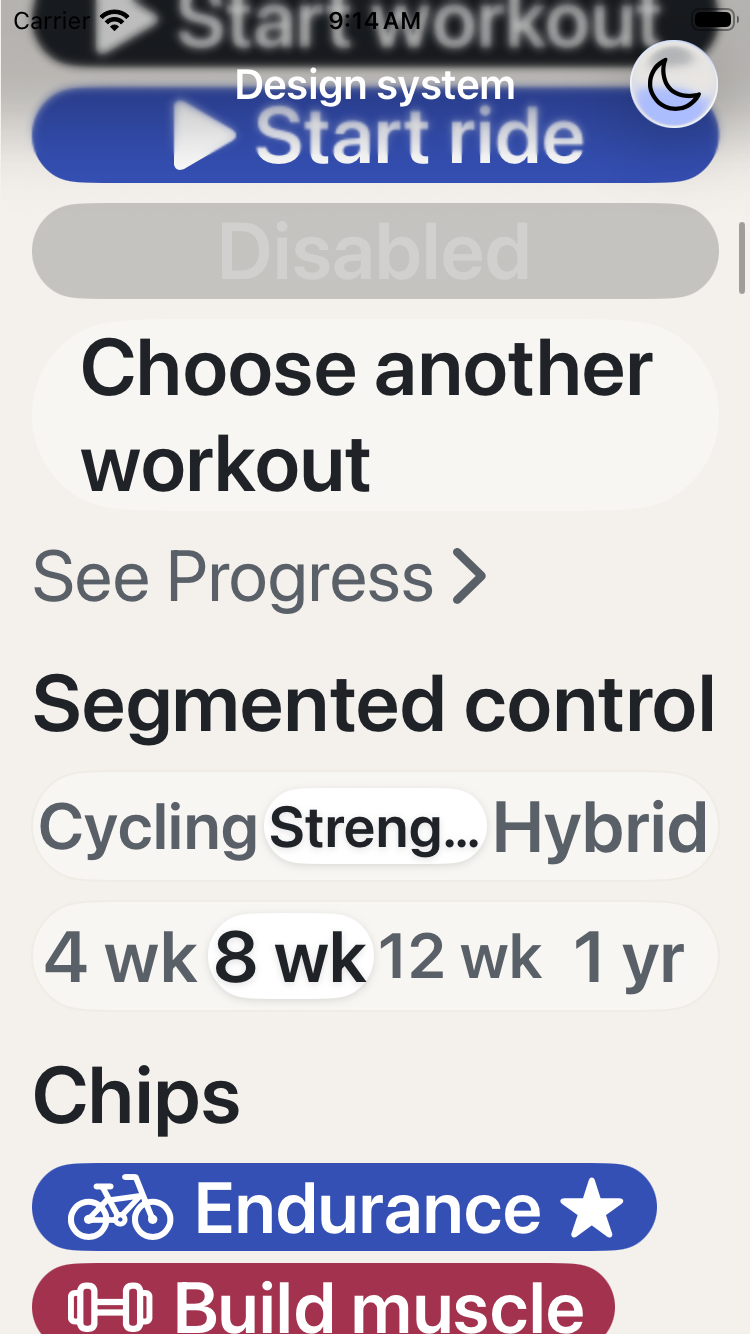 Carrier 9:14 AM
Start workout
Design system
Start ride
Disabled
Choose another
workout
See Progress
Segmented control
Cycling Streng... Hybrid
4 wk 8 wk 12 wk 1 yr
Chips
Endurance
Build muscle